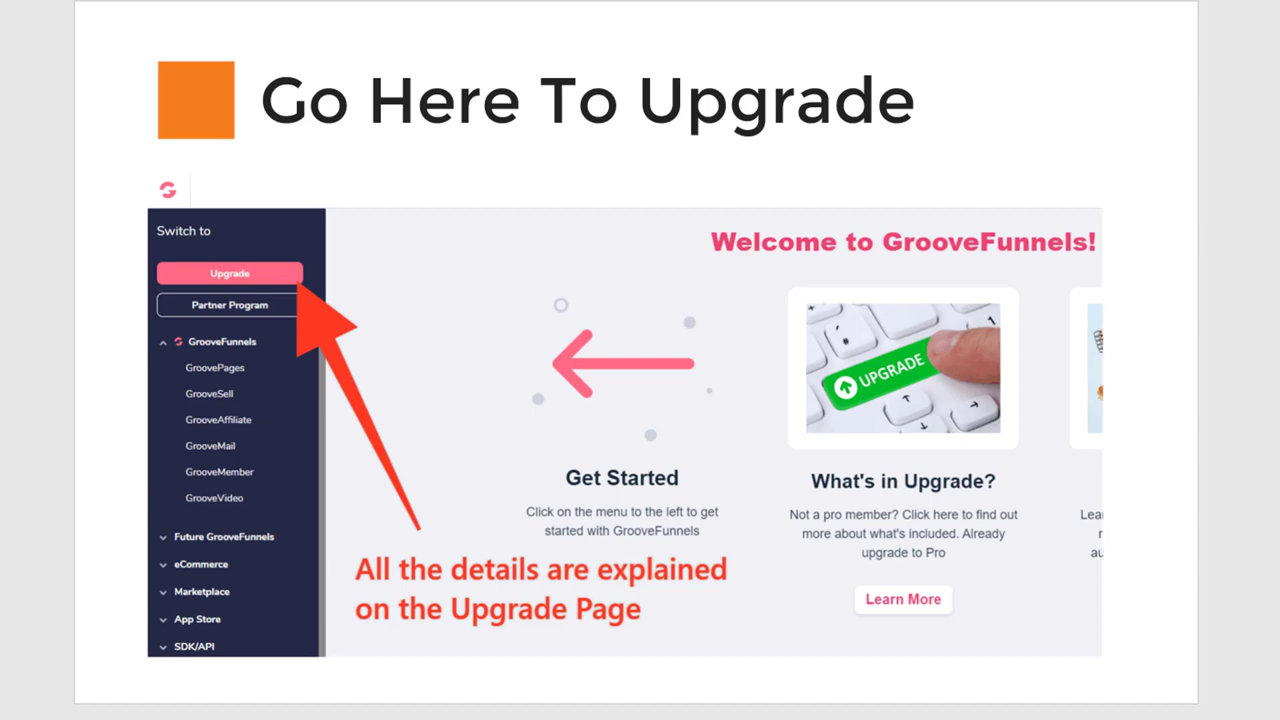 Go Here To Upgrade
Switch to
Upgrade
Partner Program
GrooveFunnels
GroovePages
GrooveSell
GrooveAffiliate
GrooveMail
GrooveMember
GrooveVideo
Future GrooveFunnels
eCommerce
Marketplace
App Store
SDK/API
Welcome to GrooveFunnels!
Get Started
Click on the menu to the left to get
started with GrooveFunnels
All the details are explained
on the Upgrade Page
UPGRADE
What's in Upgrade?
Not a pro member? Click here to find out
more about what's included. Already
upgrade to Pro
Learn More